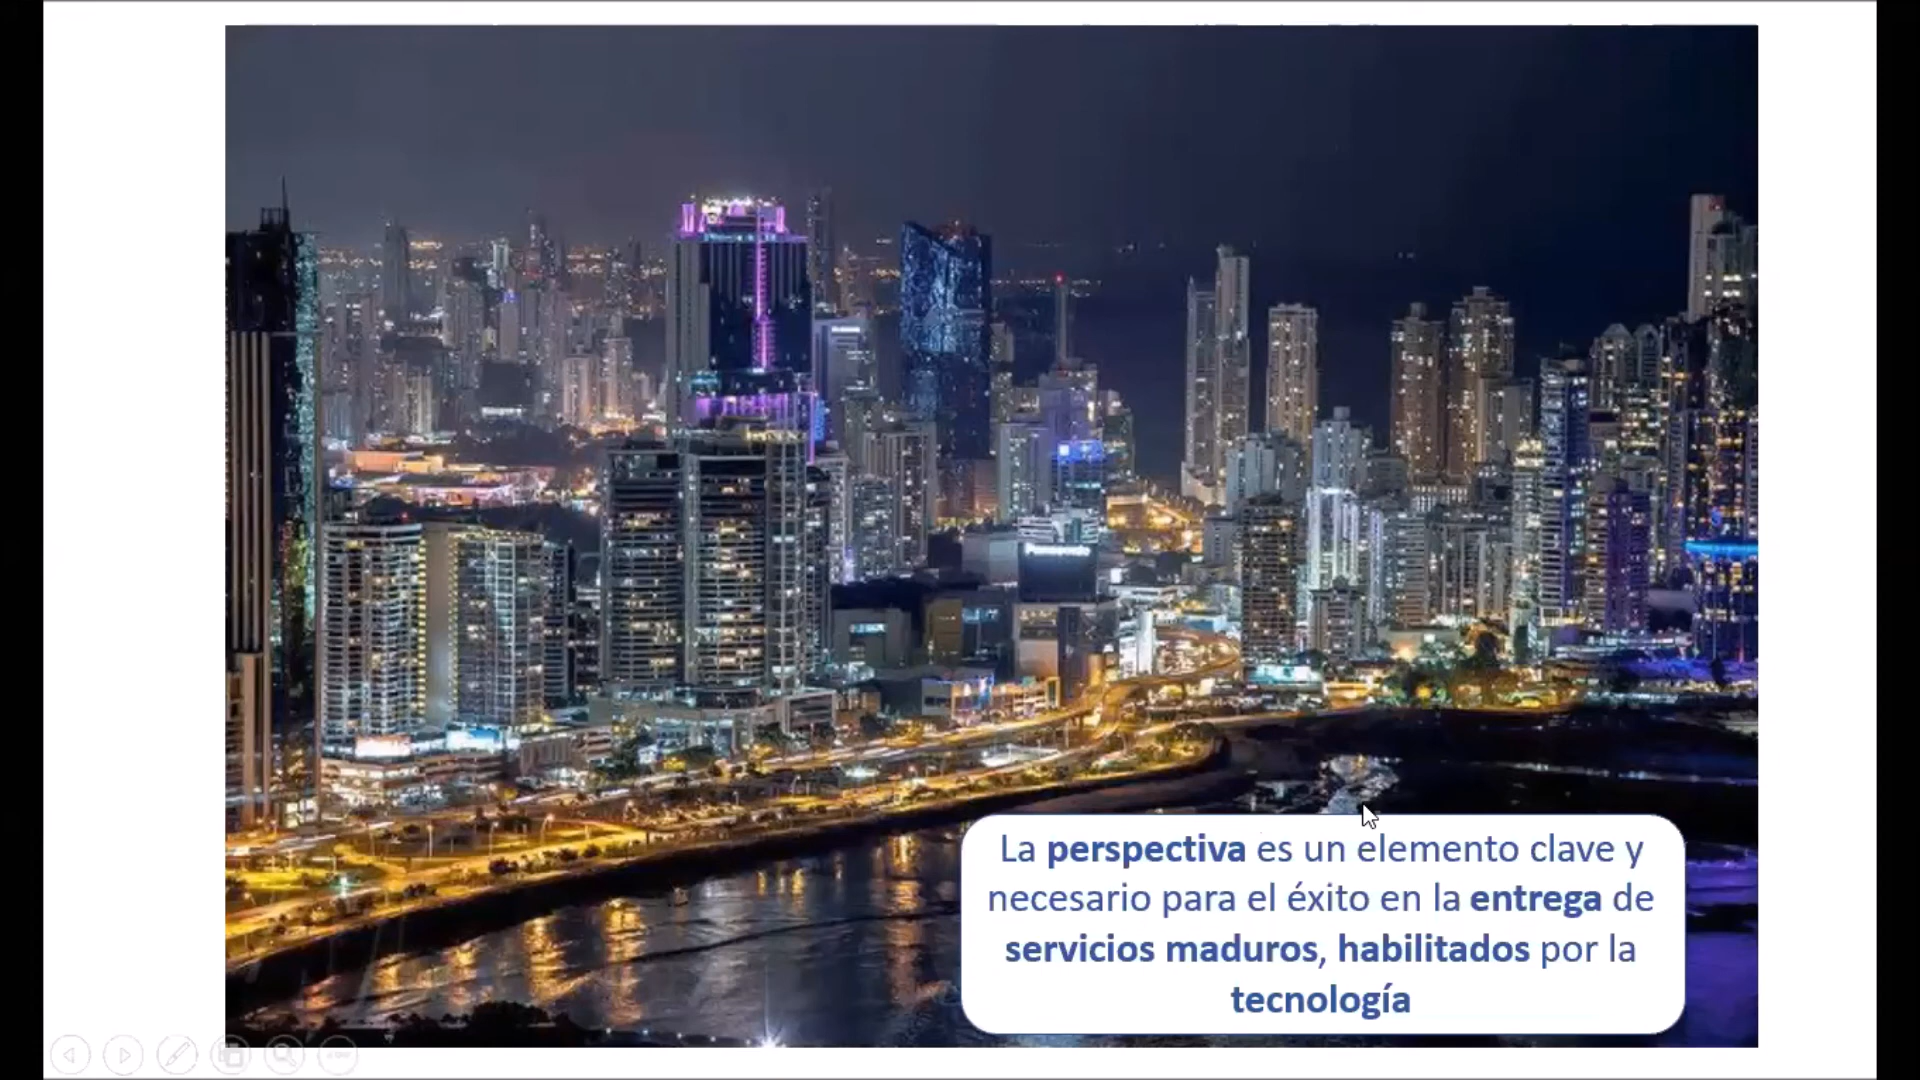 Panasonic
La perspectiva es un elemento clave y
necesario para el éxito en la entrega de
servicios maduros, habilitados por la
tecnología